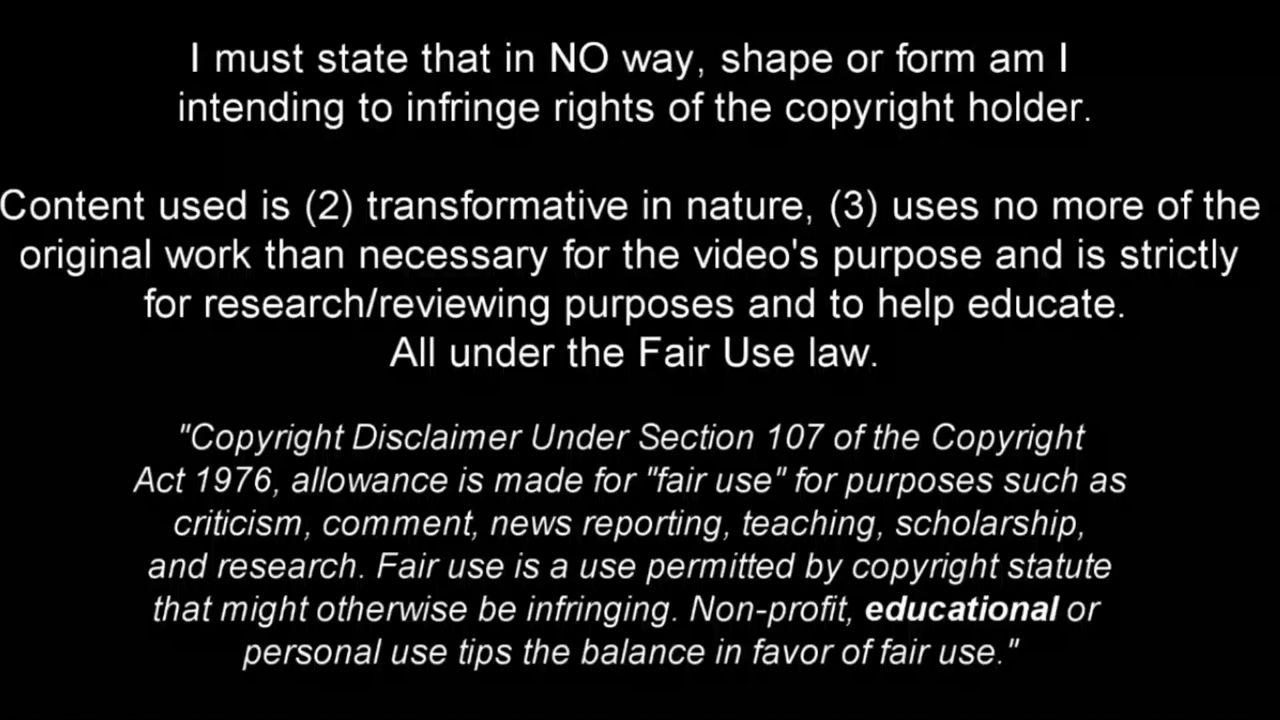 I must state that in NO way, shape or form am I
intending to infringe rights of the copyright holder.
Content used is (2) transformative in nature, (3) uses no more of the
original work than necessary for the video's purpose and is strictly
for research/reviewing purposes and to help educate.
All under the Fair Use law.
"Copyright Disclaimer Under Section 107 of the Copyright
Act 1976, allowance is made for "fair use" for purposes such as
criticism, comment, news reporting, teaching, scholarship,
and research. Fair use is a use permitted by copyright statute
that might otherwise be infringing. Non-profit, educational or
personal use tips the balance in favor of fair use."